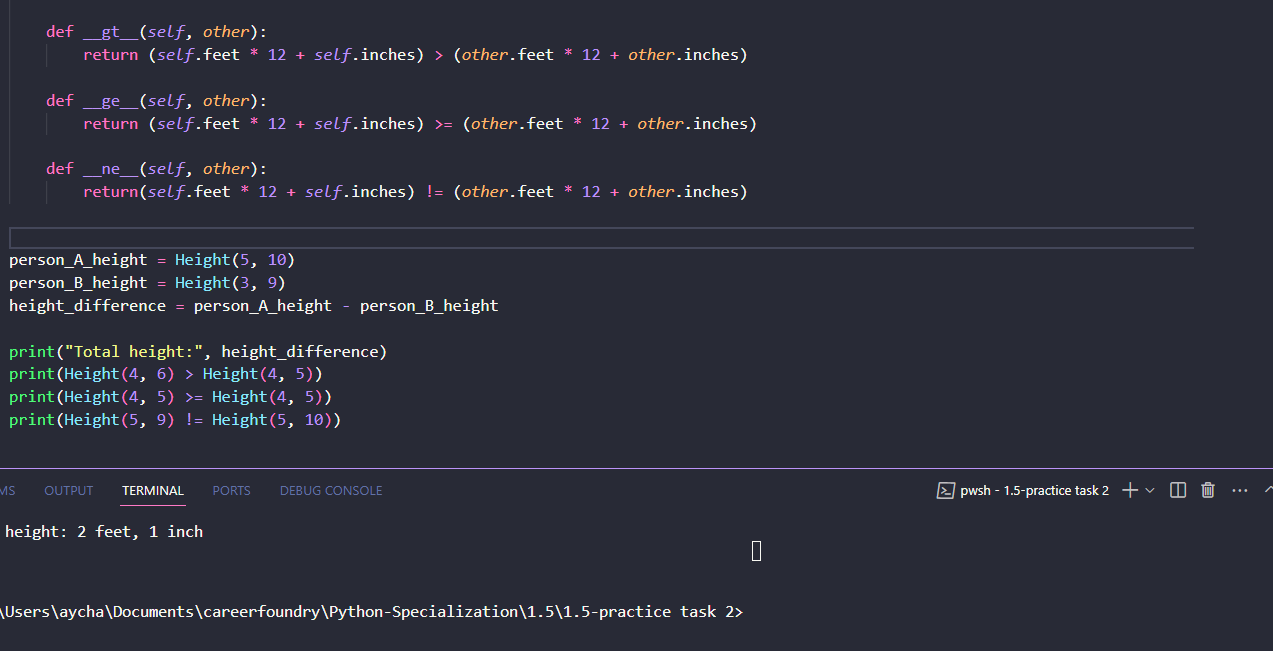 def __gt__(self, other):
return (self.feet * 12 + self.inches) > (other.feet * 12 + other.inches)
def __ge__(self, other):
return (self.feet * 12 + self.inches) >= (other.feet * 12 + other.inches)
def __ne__(self, other):
return(self.feet * 12 + self.inches) != (other.feet * 12 + other.inches)
person_A_height = Height(5, 10)
person_B_height = Height(3, 9)
height_difference = person_A_height - person_B_height
print("Total height:", height_difference)
print(Height(4, 6) > Height(4, 5))
print(Height(4, 5) >= Height(4, 5))
print(Height(5, 9) != Height(5, 10))
MS OUTPUT TERMINAL PORTS DEBUG CONSOLE pwsh - 1.5-practice task 2
height: 2 feet, 1 inch
\Users\aycha\Documents\careerfoundry\Python-Specialization\1.5\1.5-practice task 2>